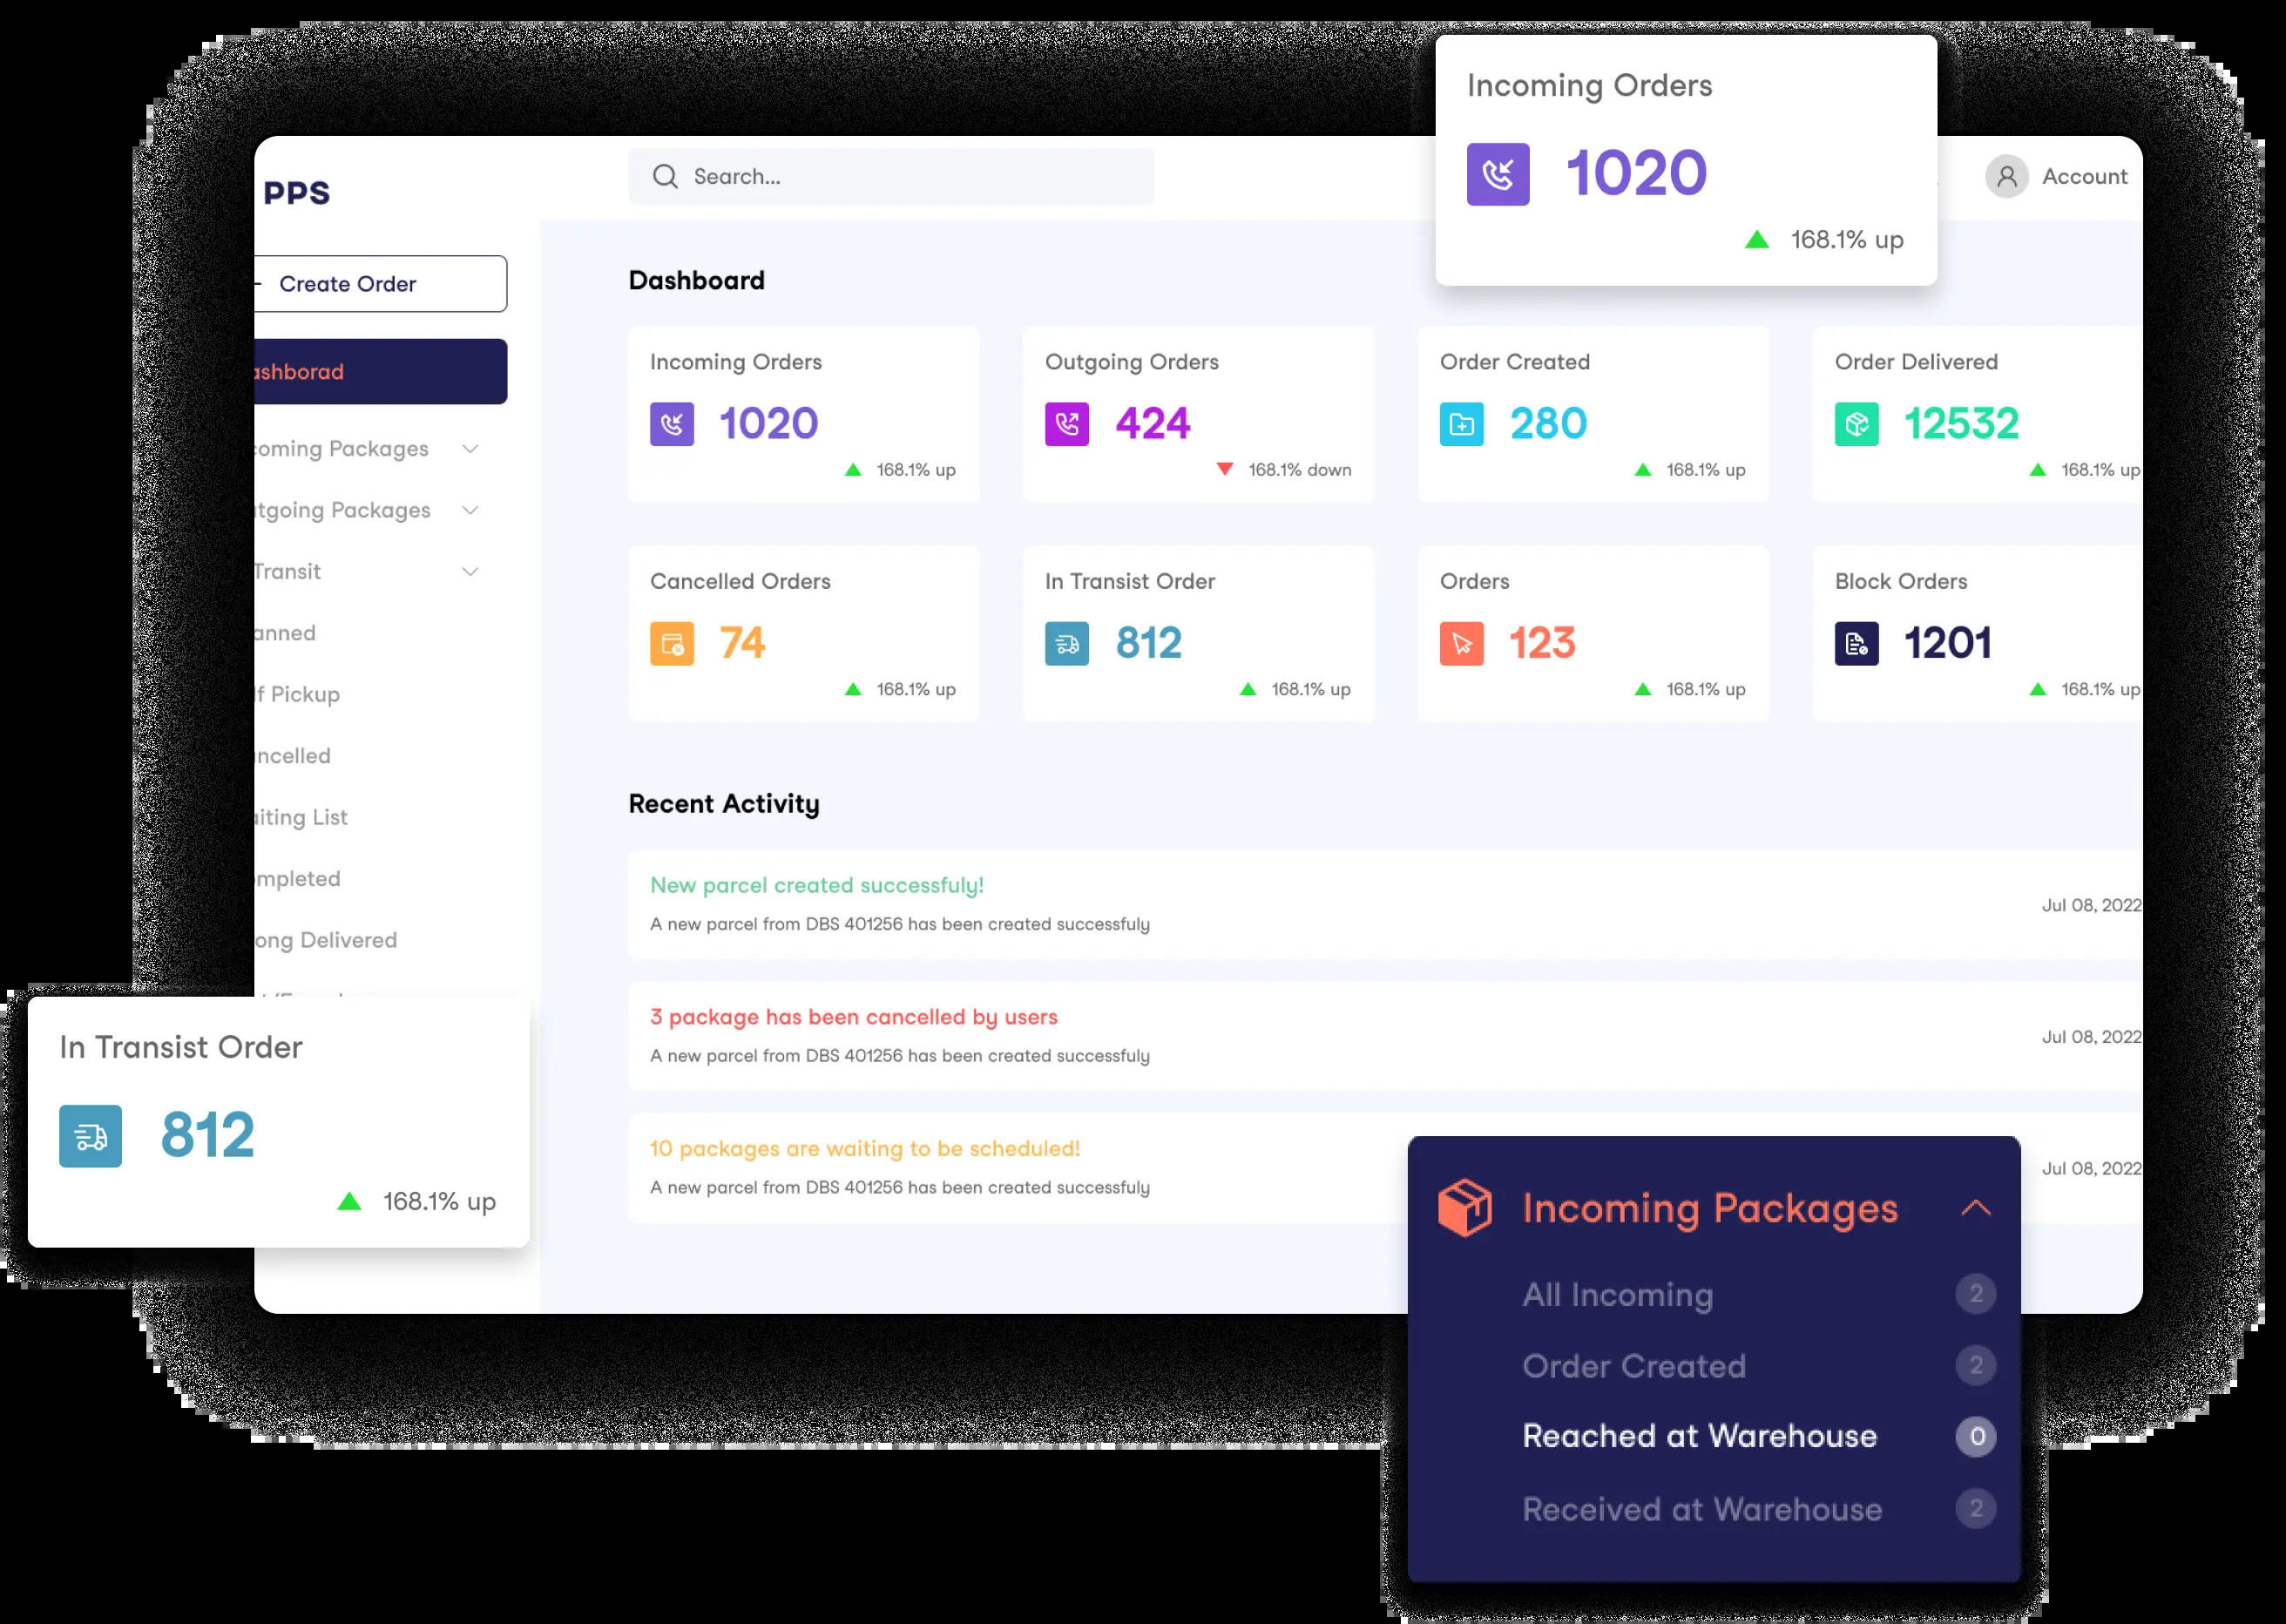 Incoming Orders
1020
168.1% up
PPS
Search...
Account
Create Order
Dashboard
ashborad
Incoming Orders
1020
168.1% up
Outgoing Orders
424
168.1% down
Order Created
280
168.1% up
Order Delivered
12532
168.1% up
coming Packages
tgoing Packages
Transit
anned
f Pickup
ncelled
iting List
mpleted
ong Delivered
Cancelled Orders
74
168.1% up
In Transist Order
812
168.1% up
Orders
123
168.1% up
Block Orders
1201
168.1% up
Recent Activity
New parcel created successfuly!
A new parcel from DBS 401256 has been created successfuly
Jul 08, 2022
3 package has been cancelled by users
A new parcel from DBS 401256 has been created successfuly
Jul 08, 2022
10 packages are waiting to be scheduled!
A new parcel from DBS 401256 has been created successfuly
Jul 08, 2022
In Transist Order
812
168.1% up
Incoming Packages
All Incoming 2
Order Created 2
Reached at Warehouse 0
Received at Warehouse 2